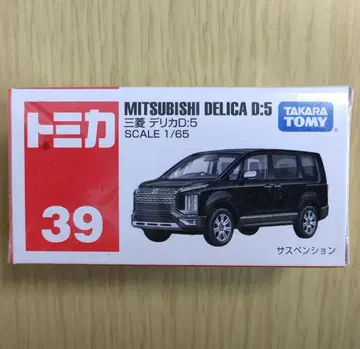 MITSUBISHI DELICA D:5
三菱 デリカD:5
SCALE 1/65
TAKARA
TOMY
トミカ
39
サスペンション